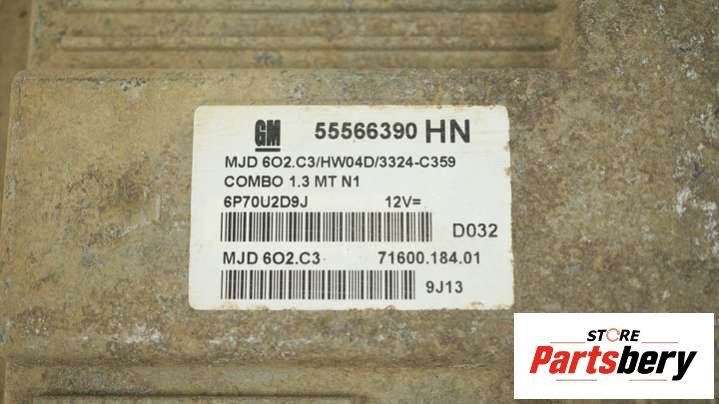 GM 55566390 HN
MJD 6O2.C3/HW04D/3324-C359
COMBO 1.3 MT N1
6P70U2D9J 12V=
D032
MJD 6O2.C3 71600.184.01
9J13
STORE
Partsbery